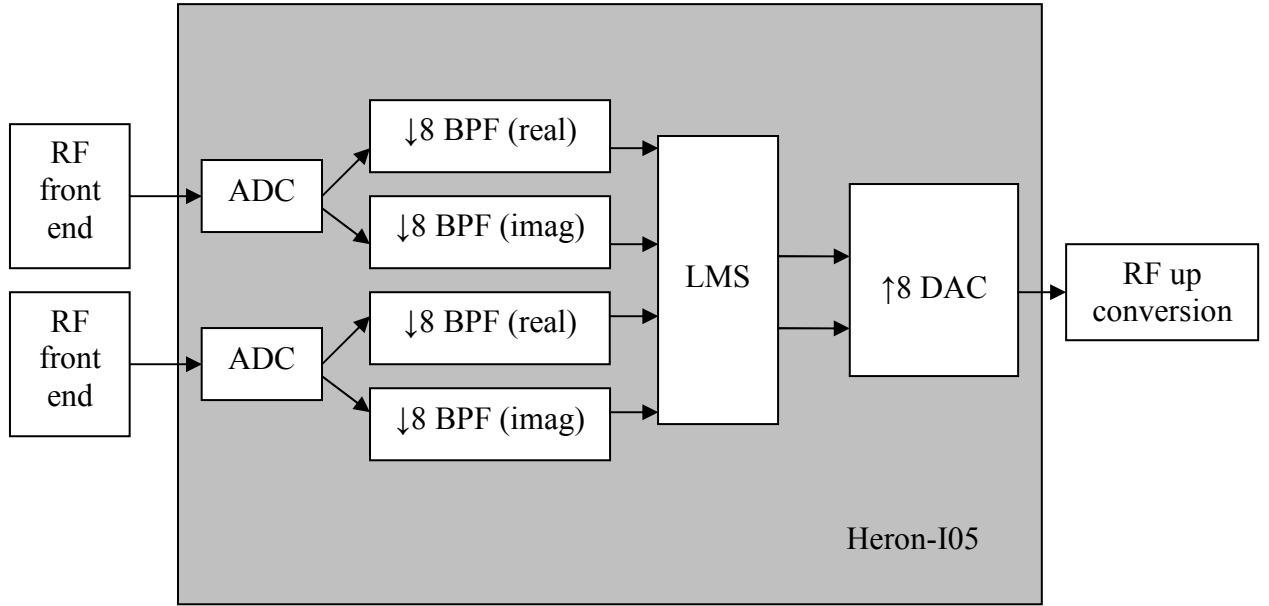 RF
front
end
ADC
↓8 BPF (real)
↓8 BPF (imag)
RF
front
end
ADC
↓8 BPF (real)
↓8 BPF (imag)
LMS
↑8 DAC
RF up
conversion
Heron-I05